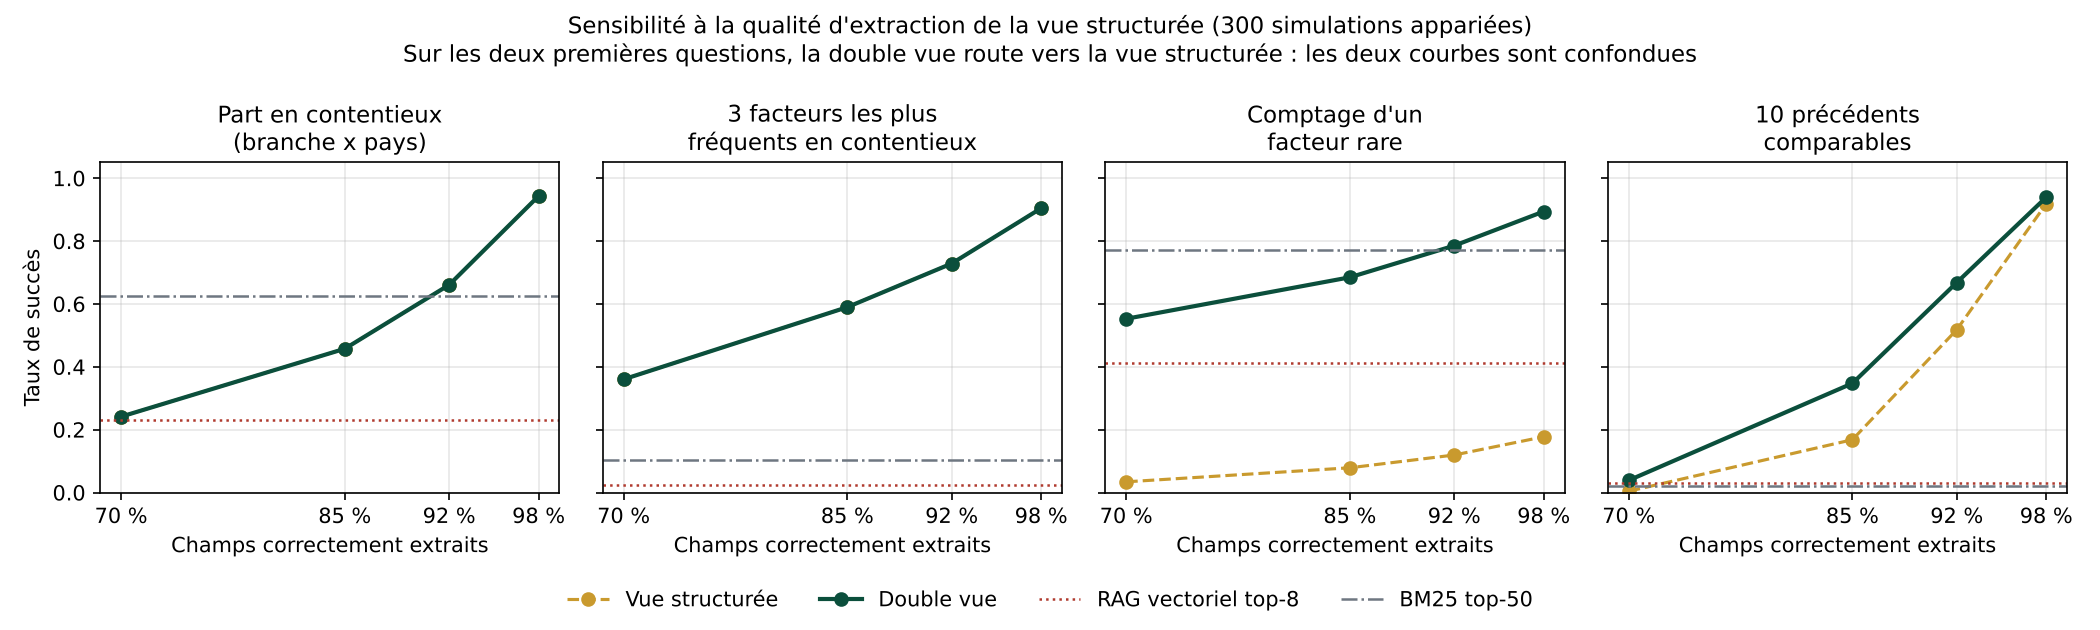 Sensibilité à la qualité d'extraction de la vue structurée (300 simulations appariées)
Sur les deux premières questions, la double vue route vers la vue structurée : les deux courbes sont confondues
Part en contentieux
(branche x pays)
3 facteurs les plus
fréquents en contentieux
Comptage d'un
facteur rare
10 précédents
comparables
Taux de succès
1.0
0.8
0.6
0.4
0.2
0.0
70 % 85 % 92 % 98 %
70 % 85 % 92 % 98 %
70 % 85 % 92 % 98 %
70 % 85 % 92 % 98 %
Champs correctement extraits
Champs correctement extraits
Champs correctement extraits
Champs correctement extraits
Vue structurée
Double vue
RAG vectoriel top-8
BM25 top-50